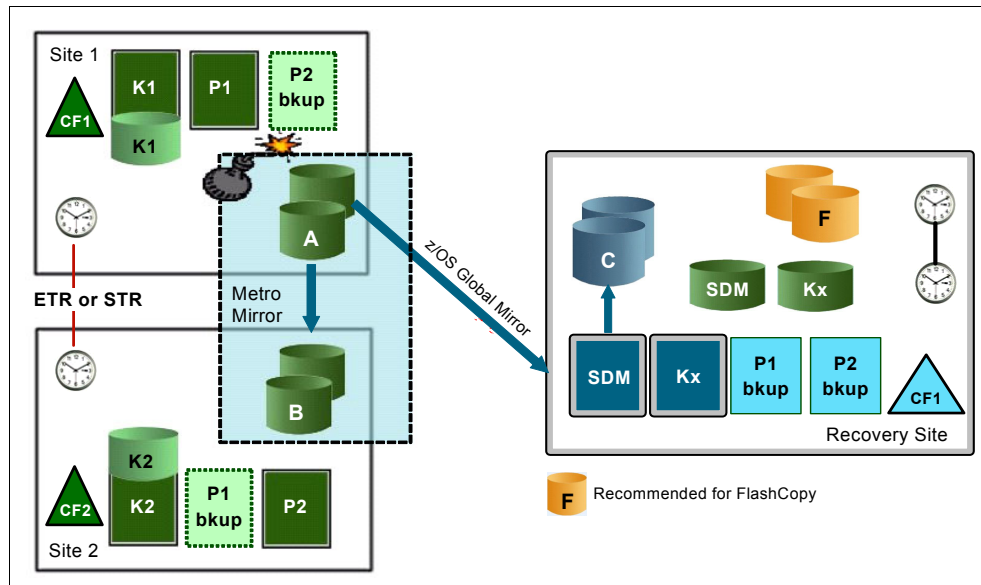 Site 1
K1
P1
P2
bkup
CF1
K1
A
ETR or STR
Metro
Mirror
z/OS Global Mirror
B
K2
CF2
K2
P1
bkup
P2
Site 2
F
C
SDM
Kx
SDM
Kx
P1
bkup
P2
bkup
CF1
Recovery Site
F
Recommended for FlashCopy